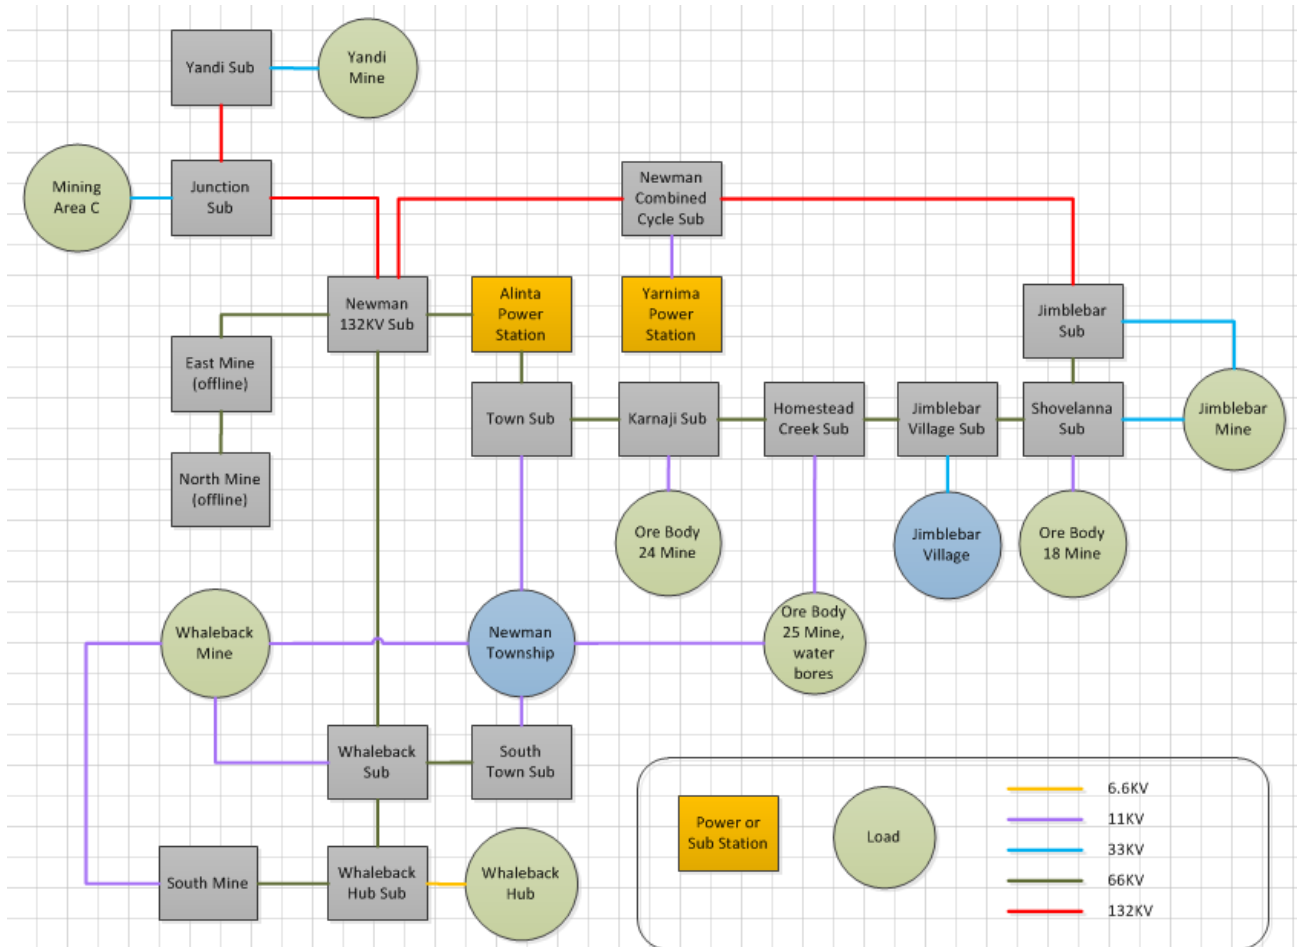 Yandi Sub
Yandi
Mine
Mining
Area C
Junction
Sub
Newman
Combined
Cycle Sub
Newman
132KV Sub
Alinta
Power
Station
Yarnima
Power
Station
Jimblebar
Sub
East Mine
(offline)
Town Sub
Karnaji Sub
Homestead
Creek Sub
Jimblebar
Village Sub
Shovelanna
Sub
Jimblebar
Mine
North Mine
(offline)
Ore Body
24 Mine
Jimblebar
Village
Ore Body
18 Mine
Whaleback
Mine
Newman
Township
Ore Body
25 Mine,
water
bores
Whaleback
Sub
South
Town Sub
South Mine
Whaleback
Hub Sub
Whaleback
Hub
Power or
Sub Station
Load
6.6KV
11KV
33KV
66KV
132KV